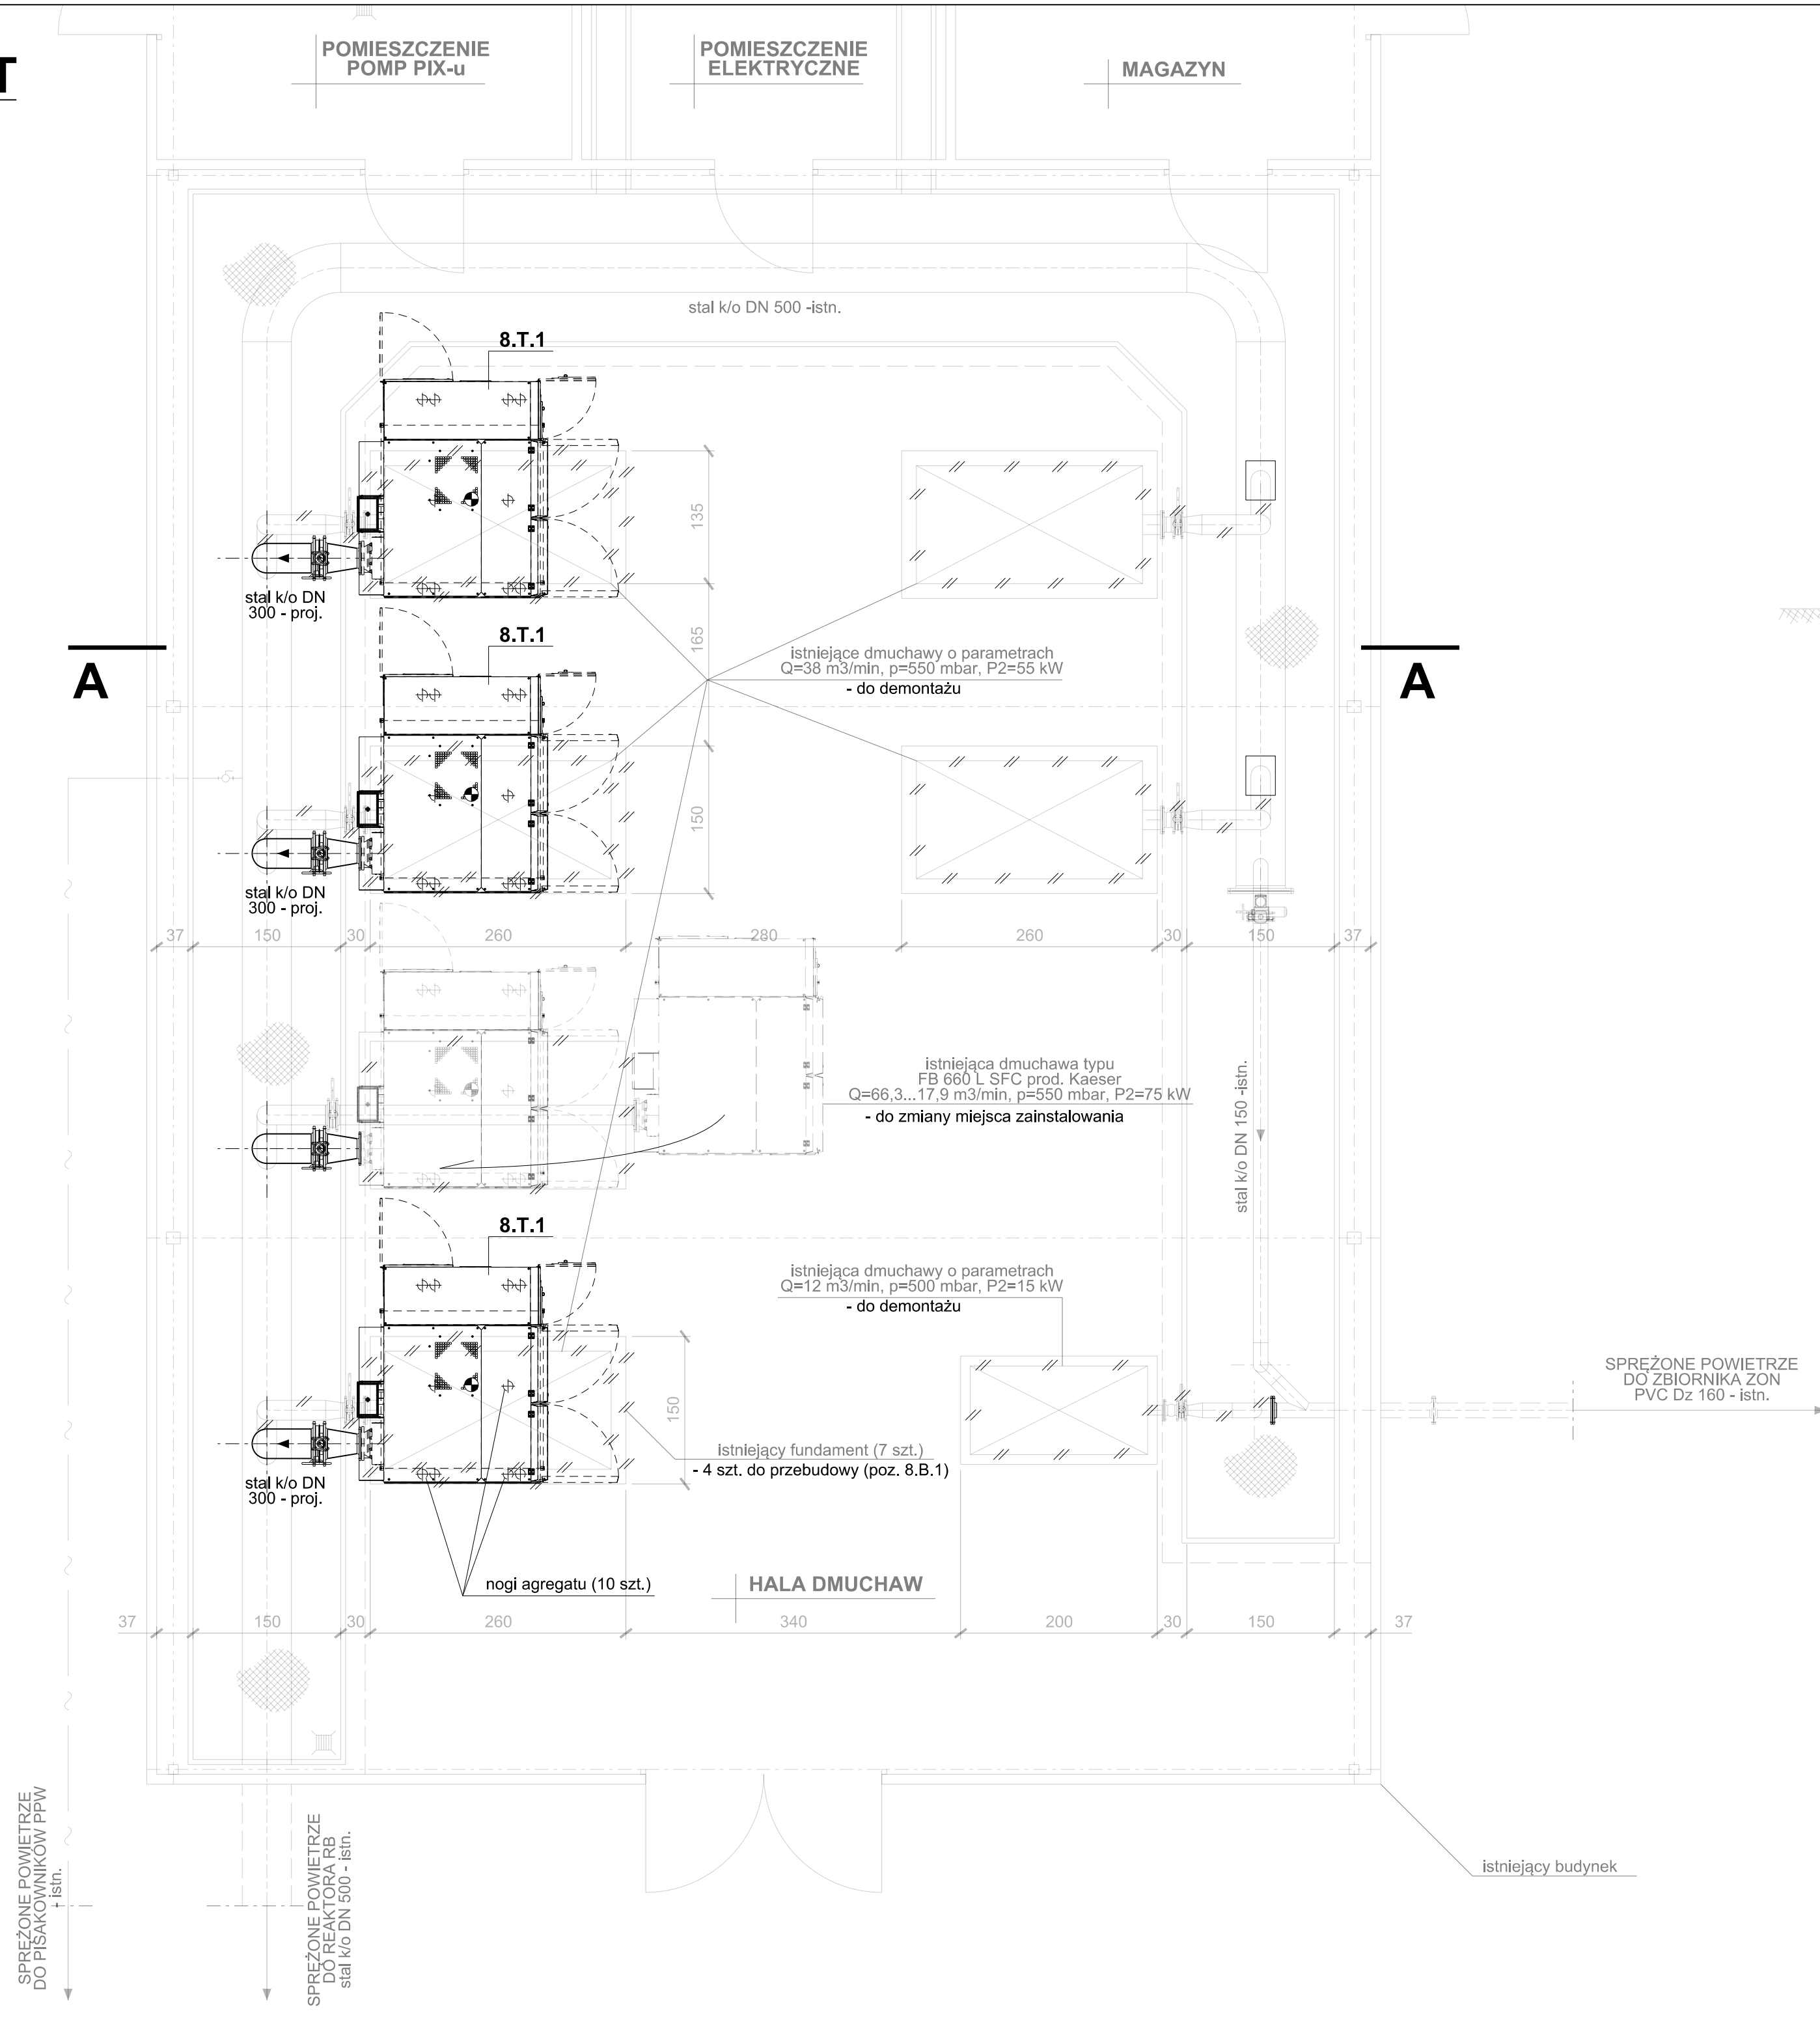 T
POMIESZCZENIE
POMP PIX-u
POMIESZCZENIE
ELEKTRYCZNE
MAGAZYN
stal k/o DN 500 -istn.
8.T.1
135
stal k/o DN
300 - proj.
8.T.1
165
istniejące dmuchawy o parametrach
Q=38 m3/min, p=550 mbar, P2=55 kW
- do demontażu
A
A
150
stal k/o DN
300 - proj.
37
150
30
260
280
260
30
150
37
istniejąca dmuchawa typu
FB 660 L SFC prod. Kaeser
Q=66,3...17,9 m3/min, p=550 mbar, P2=75 kW
- do zmiany miejsca zainstalowania
stal k/o DN 150 -istn.
8.T.1
istniejąca dmuchawy o parametrach
Q=12 m3/min, p=500 mbar, P2=15 kW
- do demontażu
150
SPRĘŻONE POWIETRZE
DO ZBIORNIKA ZON
PVC Dz 160 - istn.
istniejący fundament (7 szt.)
- 4 szt. do przebudowy (poz. 8.B.1)
stal k/o DN
300 - proj.
nogi agregatu (10 szt.)
HALA DMUCHAW
37
150
30
260
340
200
30
150
37
SPRĘŻONE POWIETRZE
DO PISAKOWNIKÓW PPW
- istn.
SPRĘŻONE POWIETRZE
DO REAKTORA RB
stal k/o DN 500 - istn.
istniejący budynek